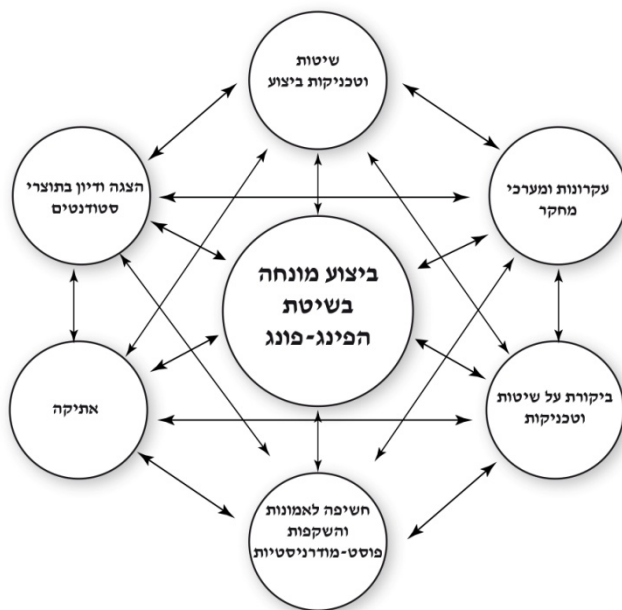 שיטות
וטכניקות ביצוע
הצגה ודיון בתוצרי
סטודנטים
עקרונות ומערכי
מחקר
ביצוע מונחה
בשיטת
הפינג-פונג
אתיקה
ביקורת על שיטות
וטכניקות
חשיפה לאמונות
והשקפות
פוסט-מודרניסטיות